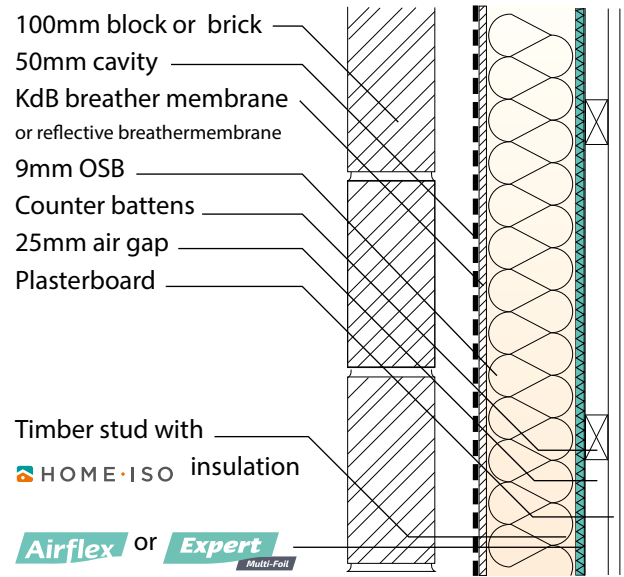 100mm block or brick
50mm cavity
KdB breather membrane
or reflective breathermembrane
9mm OSB
Counter battens
25mm air gap
Plasterboard
Timber stud with
HOME·ISO insulation
Airflex or Expert
Multi-Foil